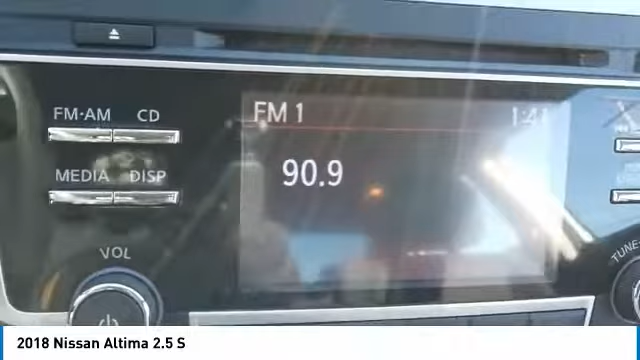 FM 1
FM·AM CD
90.9
MEDIA DISP
VOL
TUNE
2018 Nissan Altima 2.5 S